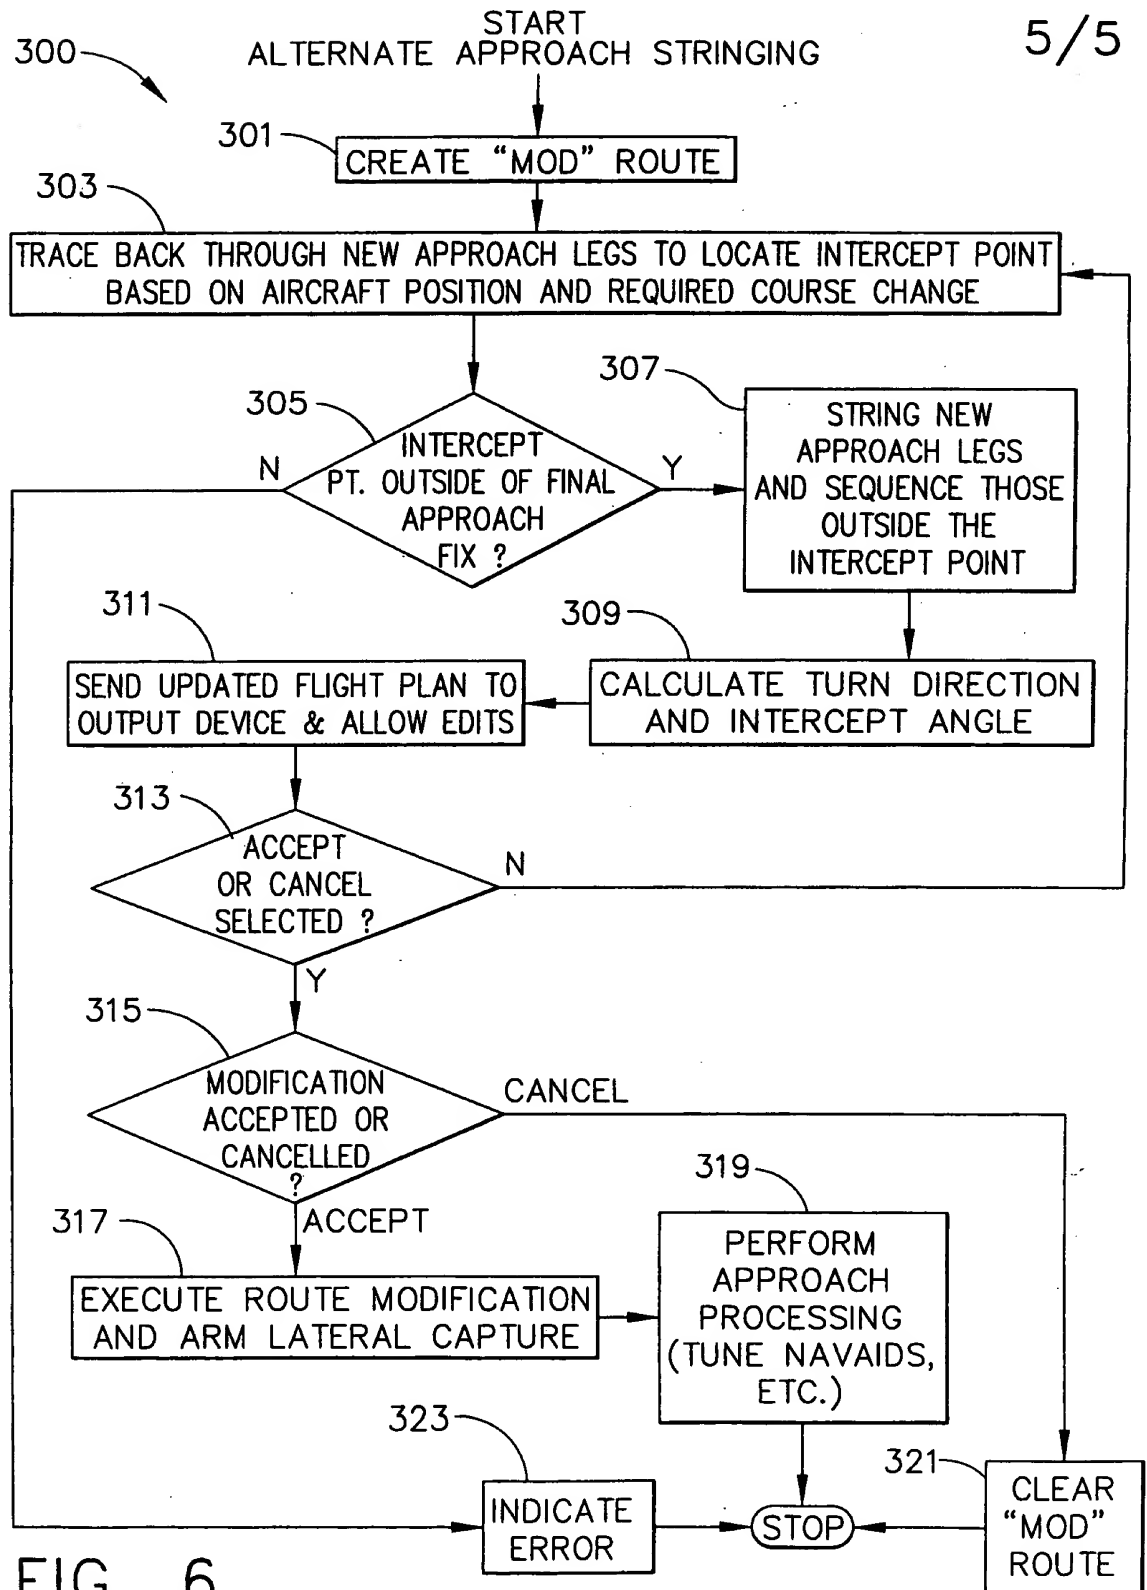 START
5/5
300
ALTERNATE APPROACH STRINGING
301
CREATE "MOD" ROUTE
303
TRACE BACK THROUGH NEW APPROACH LEGS TO LOCATE INTERCEPT POINT
BASED ON AIRCRAFT POSITION AND REQUIRED COURSE CHANGE
305
N
INTERCEPT
PT. OUTSIDE OF FINAL
APPROACH
FIX ?
Y
307
STRING NEW
APPROACH LEGS
AND SEQUENCE THOSE
OUTSIDE THE
INTERCEPT POINT
309
CALCULATE TURN DIRECTION
AND INTERCEPT ANGLE
311
SEND UPDATED FLIGHT PLAN TO
OUTPUT DEVICE & ALLOW EDITS
313
ACCEPT
OR CANCEL
SELECTED ?
N
Y
315
MODIFICATION
ACCEPTED OR
CANCELLED
?
CANCEL
ACCEPT
317
EXECUTE ROUTE MODIFICATION
AND ARM LATERAL CAPTURE
319
PERFORM
APPROACH
PROCESSING
(TUNE NAVAIDS,
ETC.)
323
INDICATE
ERROR
STOP
321
CLEAR
"MOD"
ROUTE
FIG. 6